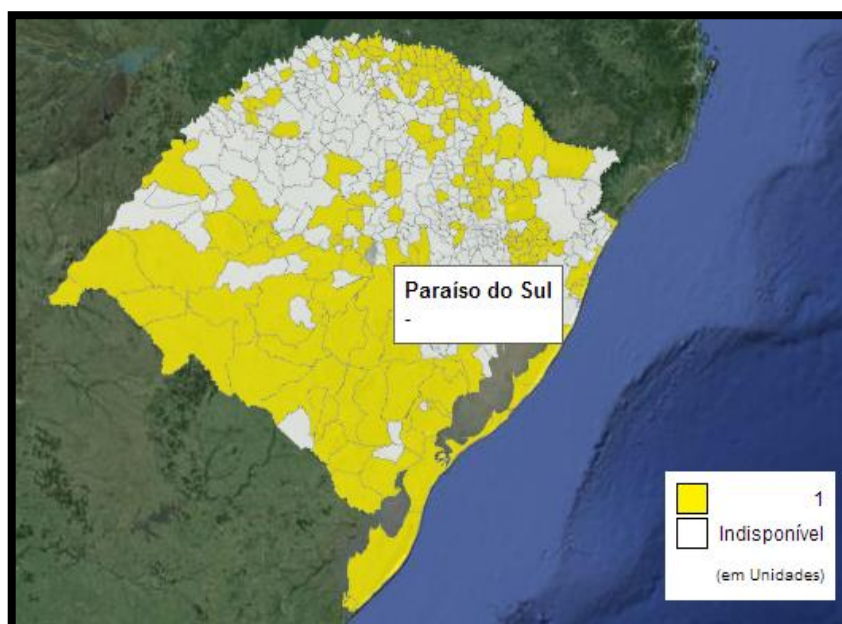 Paraíso do Sul
-
1
Indisponível
(em Unidades)